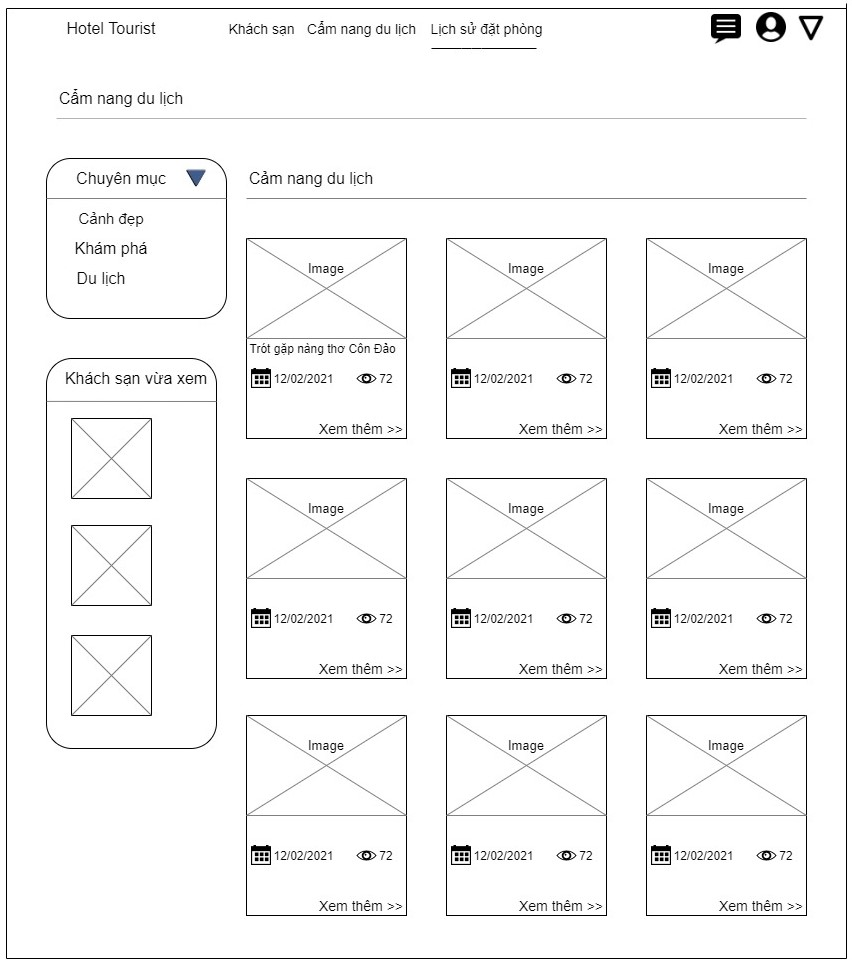 Hotel Tourist
Khách sạn Cẩm nang du lịch Lịch sử đặt phòng
Cẩm nang du lịch
Chuyên mục
Cảnh đẹp
Khám phá
Du lịch
Khách sạn vừa xem
Cảm nang du lịch
Image Image Image
Trót gặp nàng thơ Côn Đảo
12/02/2021 72 12/02/2021 72 12/02/2021 72
Xem thêm >> Xem thêm >> Xem thêm >>
Image Image Image
12/02/2021 72 12/02/2021 72 12/02/2021 72
Xem thêm >> Xem thêm >> Xem thêm >>
Image Image Image
12/02/2021 72 12/02/2021 72 12/02/2021 72
Xem thêm >> Xem thêm >> Xem thêm >>